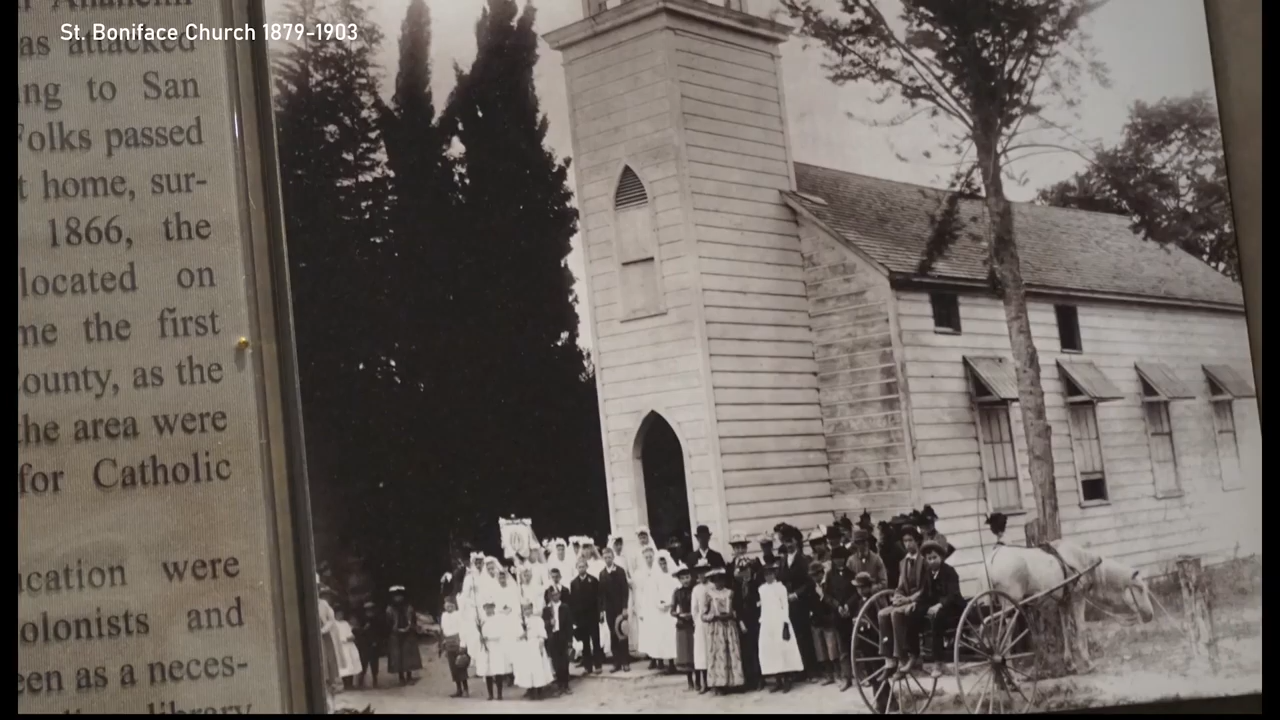 St. Boniface Church 1879-1903
as attacked
ing to San
Folks passed
t home, sur-
1866, the
located on
me the first
ounty, as the
the area were
for Catholic
ucation were
olonists and
een as a neces-
library